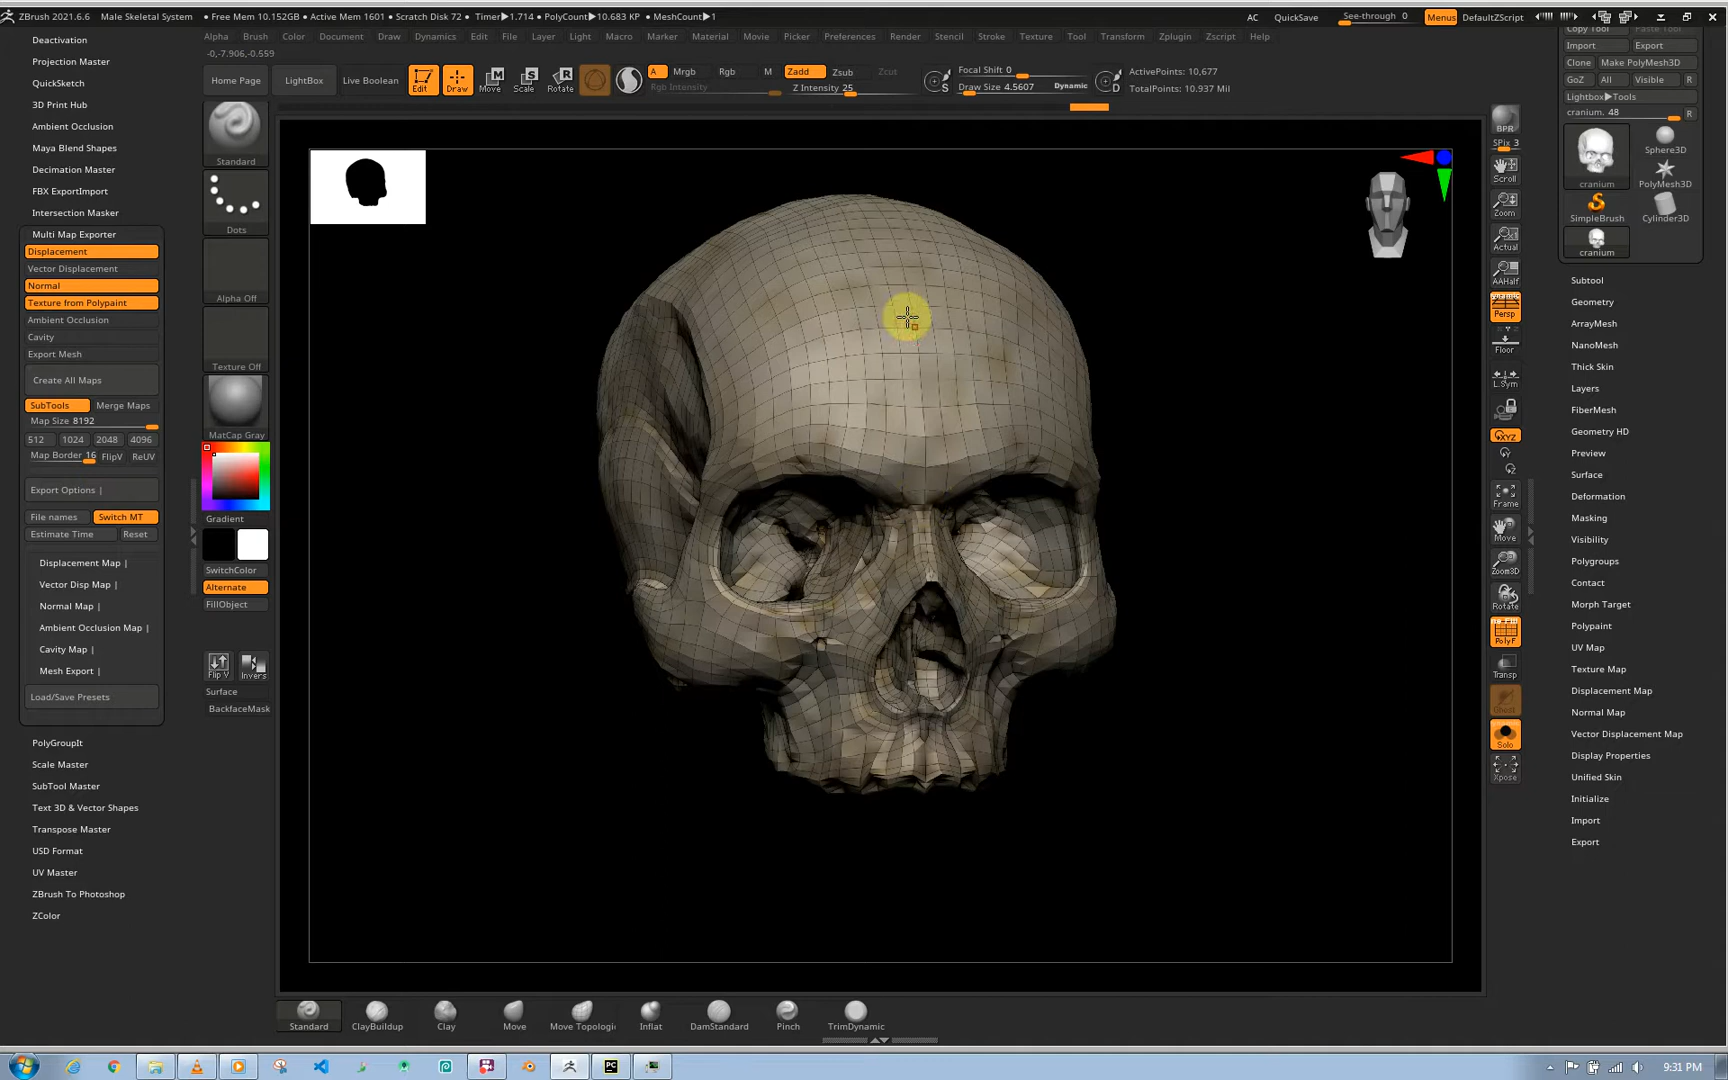 ZBrush 2021.6.6 Male Skeletal System • Free Mem 10.152GB • Active Mem 1601 • Scratch Disk 72 • Timer▶1.714 • PolyCount▶10.683 KP • MeshCount▶1 AC QuickSave See-through 0 Menus DefaultZScript
Alpha Brush Color Document Draw Dynamics Edit File Layer Light Macro Marker Material Movie Picker Preferences Render Stencil Stroke Texture Tool Transform Zplugin Zscript Help
-0,-7.906,-0.559
Home Page LightBox Live Boolean Edit Draw Move Scale Rotate
A Mrgb Rgb M Zadd Zsub Zcut
Rgb Intensity Z Intensity 25
S Focal Shift 0
Draw Size 4.5607 Dynamic D
ActivePoints: 10,677
TotalPoints: 10.937 Mil
Deactivation
Projection Master
QuickSketch
3D Print Hub
Ambient Occlusion
Maya Blend Shapes
Decimation Master
FBX ExportImport
Intersection Masker
Multi Map Exporter
Displacement
Vector Displacement
Normal
Texture from Polypaint
Ambient Occlusion
Cavity
Export Mesh
Create All Maps
SubTools Merge Maps
Map Size 8192
512 1024 2048 4096
Map Border 16 FlipV ReUV
Export Options |
File names Switch MT
Estimate Time Reset
Displacement Map |
Vector Disp Map |
Normal Map |
Ambient Occlusion Map |
Cavity Map |
Mesh Export |
Load/Save Presets
PolyGroupIt
Scale Master
SubTool Master
Text 3D & Vector Shapes
Transpose Master
USD Format
UV Master
ZBrush To Photoshop
ZColor
Standard
Dots
Alpha Off
Texture Off
MatCap Gray
Gradient
SwitchColor
Alternate
FillObject
Flip V Invers
Surface
BackfaceMask
Standard ClayBuildup Clay Move Move Topologi Inflat DamStandard Pinch TrimDynamic
BPR
SPix 3
Scroll
Zoom
Actual
AAHalf
Persp
Floor
L.Sym
XYZ
Y
Z
Frame
Move
Zoom3D
Rotate
PolyF
Transp
Ghost
Solo
Xpose
Copy Tool Paste Tool
Import Export
Clone Make PolyMesh3D
GoZ All Visible R
Lightbox▶Tools
cranium. 48 R
cranium Sphere3D
PolyMesh3D
SimpleBrush Cylinder3D
cranium
Subtool
Geometry
ArrayMesh
NanoMesh
Thick Skin
Layers
FiberMesh
Geometry HD
Preview
Surface
Deformation
Masking
Visibility
Polygroups
Contact
Morph Target
Polypaint
UV Map
Texture Map
Displacement Map
Normal Map
Vector Displacement Map
Display Properties
Unified Skin
Initialize
Import
Export
PC
9:31 PM